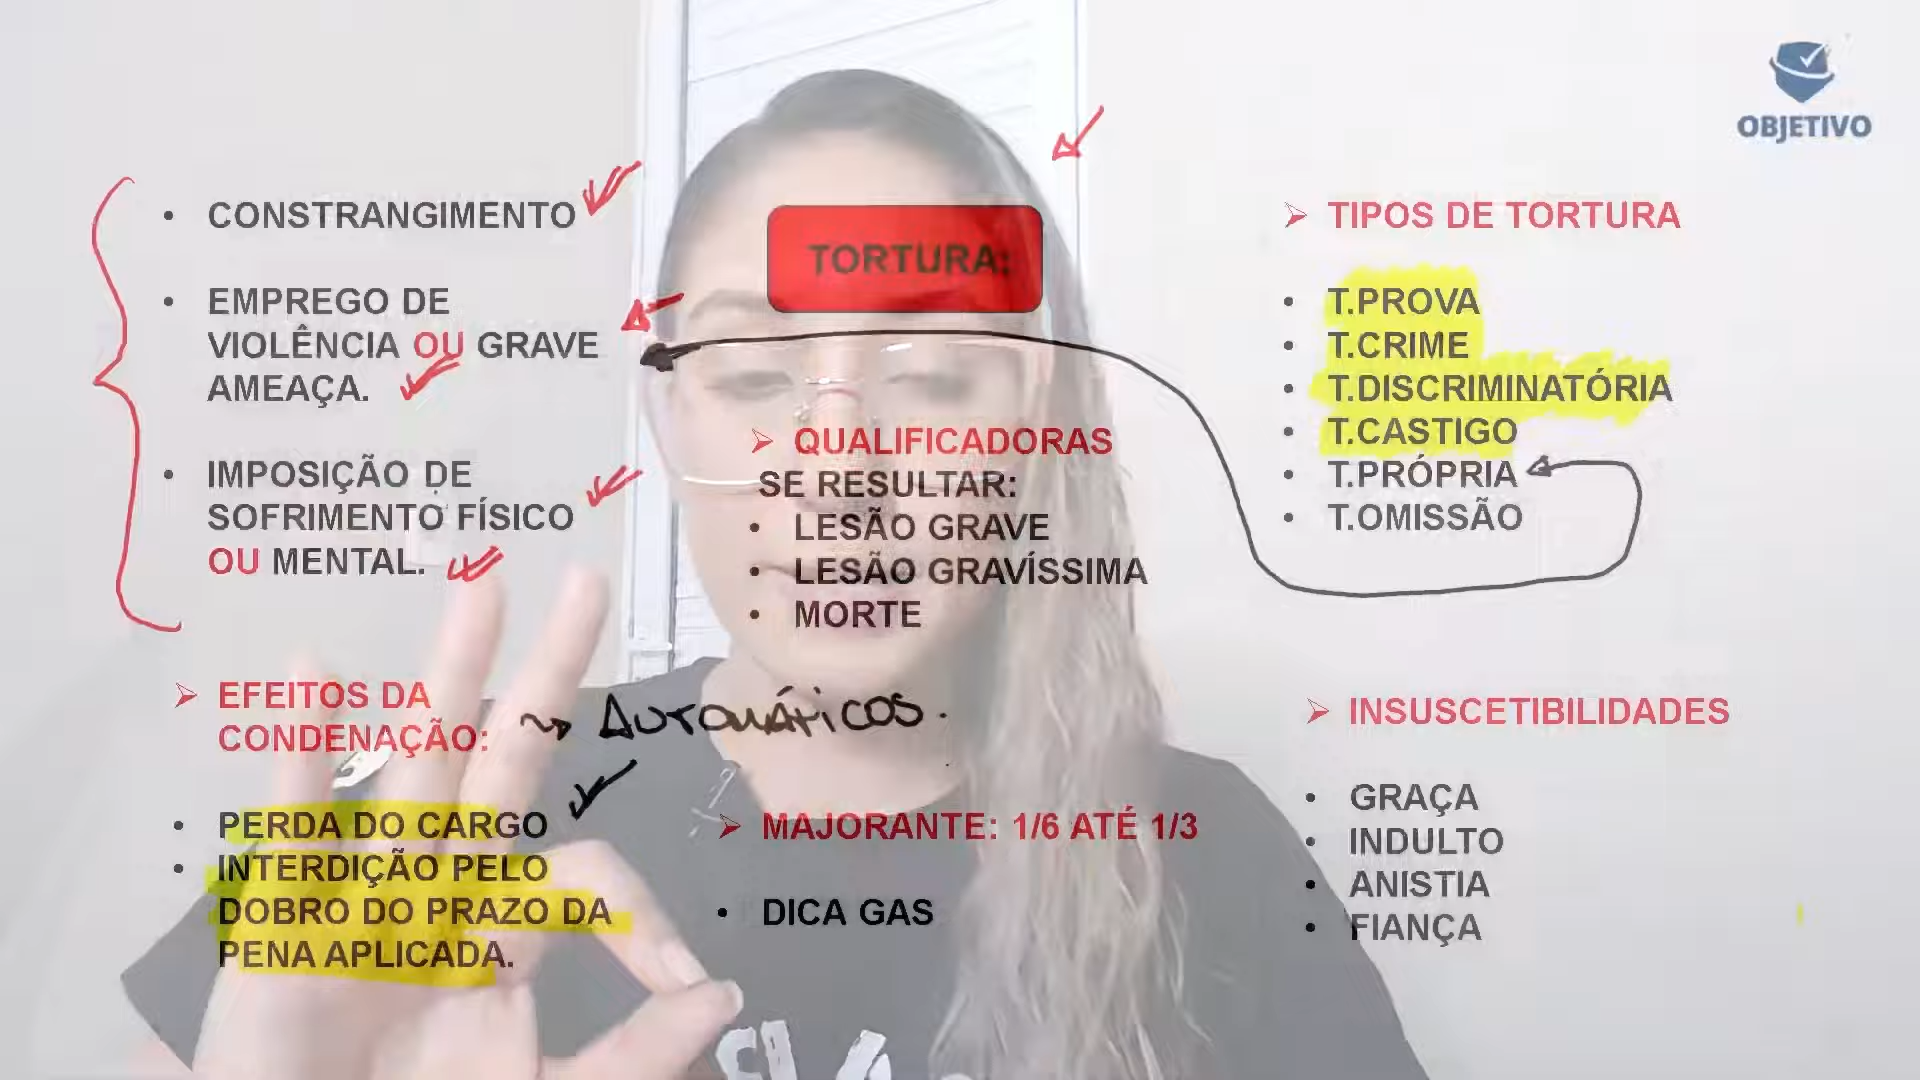 OBJETIVO
TORTURA:
• CONSTRANGIMENTO
• EMPREGO DE
VIOLÊNCIA OU GRAVE
AMEAÇA.
• IMPOSIÇÃO DE
SOFRIMENTO FÍSICO
OU MENTAL.
➢ QUALIFICADORAS
SE RESULTAR:
• LESÃO GRAVE
• LESÃO GRAVÍSSIMA
• MORTE
➢ TIPOS DE TORTURA
• T.PROVA
• T.CRIME
• T.DISCRIMINATÓRIA
• T.CASTIGO
• T.PRÓPRIA
• T.OMISSÃO
➢ EFEITOS DA
CONDENAÇÃO:
AUTOMÁTICOS.
• PERDA DO CARGO
• INTERDIÇÃO PELO
DOBRO DO PRAZO DA
PENA APLICADA.
➢ MAJORANTE: 1/6 ATÉ 1/3
• DICA GAS
➢ INSUSCETIBILIDADES
• GRAÇA
• INDULTO
• ANISTIA
• FIANÇA